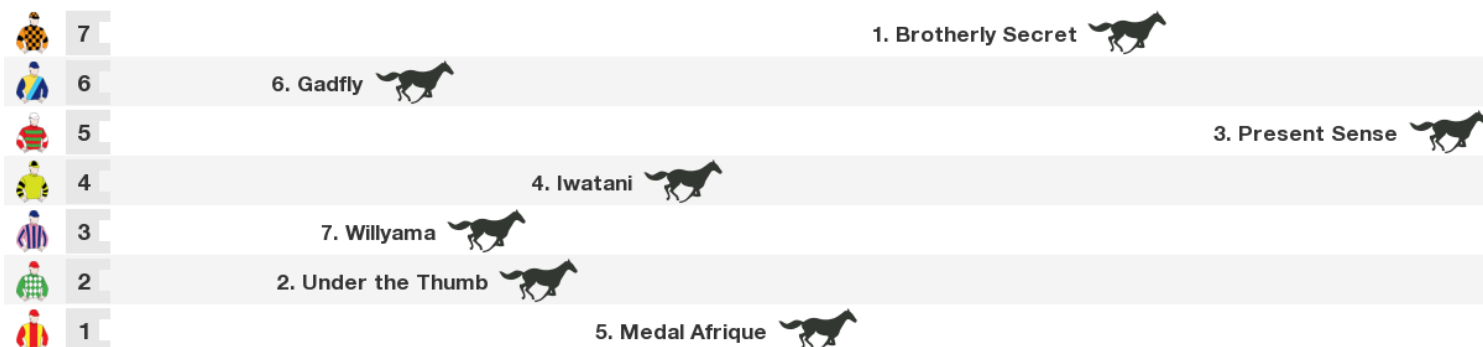 7 1. Brotherly Secret
6 6. Gadfly
5 3. Present Sense
4 4. Iwatani
3 7. Willyama
2 2. Under the Thumb
1 5. Medal Afrique